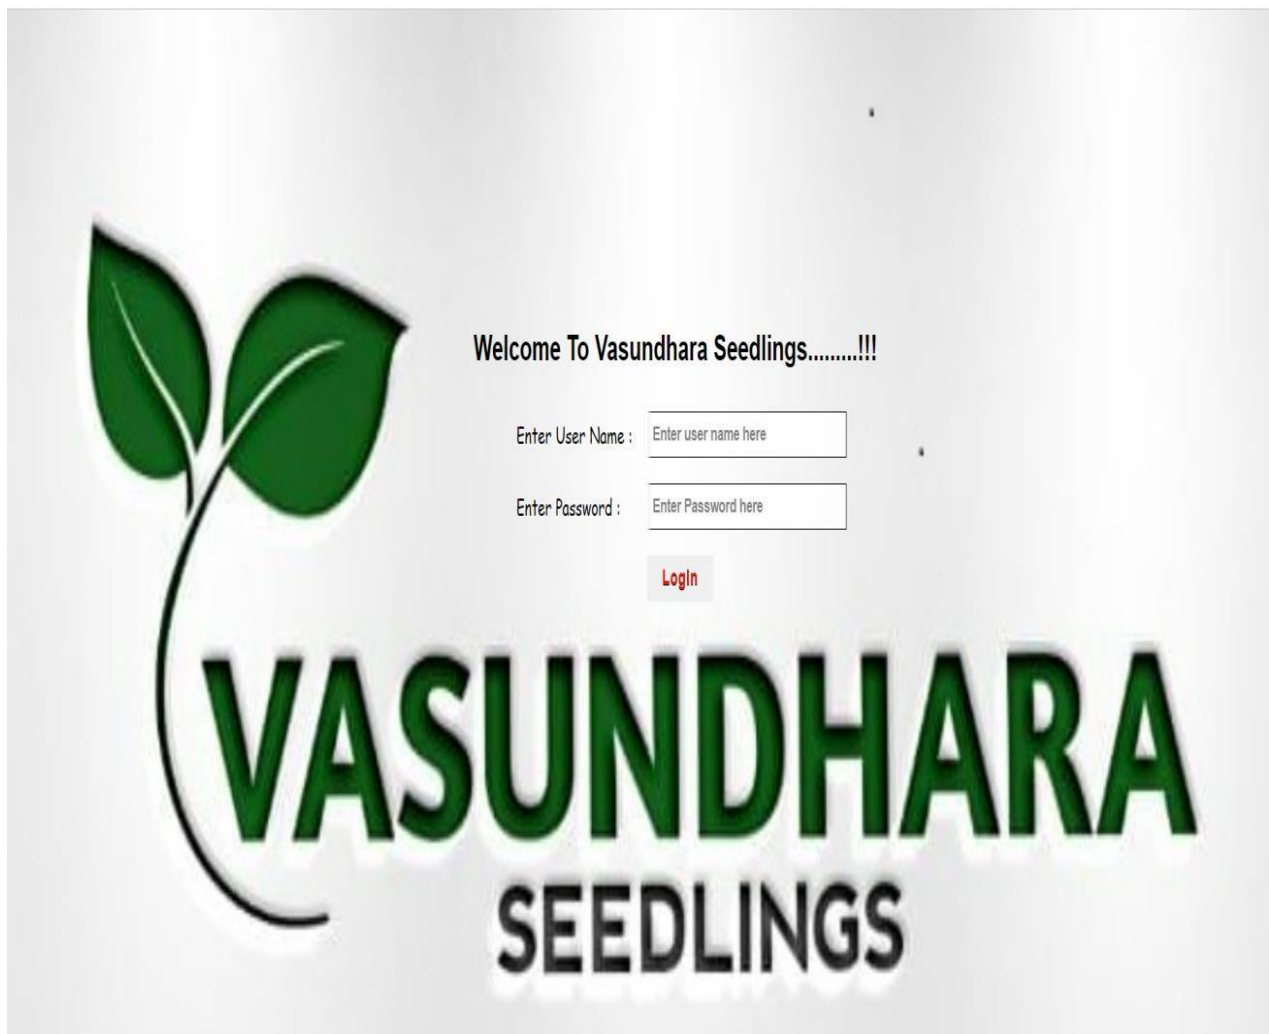 Welcome To Vasundhara Seedlings.........!!!
Enter User Name : Enter user name here
Enter Password : Enter Password here
LogIn
VASUNDHARA
SEEDLINGS